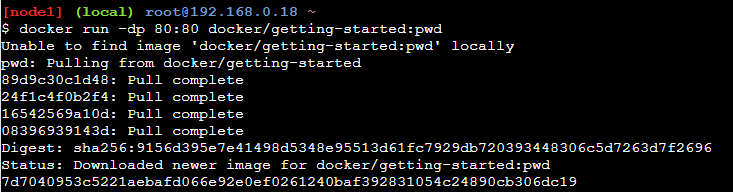 [node1] (local) root@192.168.0.18 ~
$ docker run -dp 80:80 docker/getting-started:pwd
Unable to find image 'docker/getting-started:pwd' locally
pwd: Pulling from docker/getting-started
89d9c30c1d48: Pull complete
24f1c4f0b2f4: Pull complete
16542569a10d: Pull complete
08396939143d: Pull complete
Digest: sha256:9156d395e7e41498d5348e95513d61fc7929db720393448306c5d7263d7f2696
Status: Downloaded newer image for docker/getting-started:pwd
7d7040953c5221aebafd066e92e0ef0261240baf392831054c24890cb306dc19